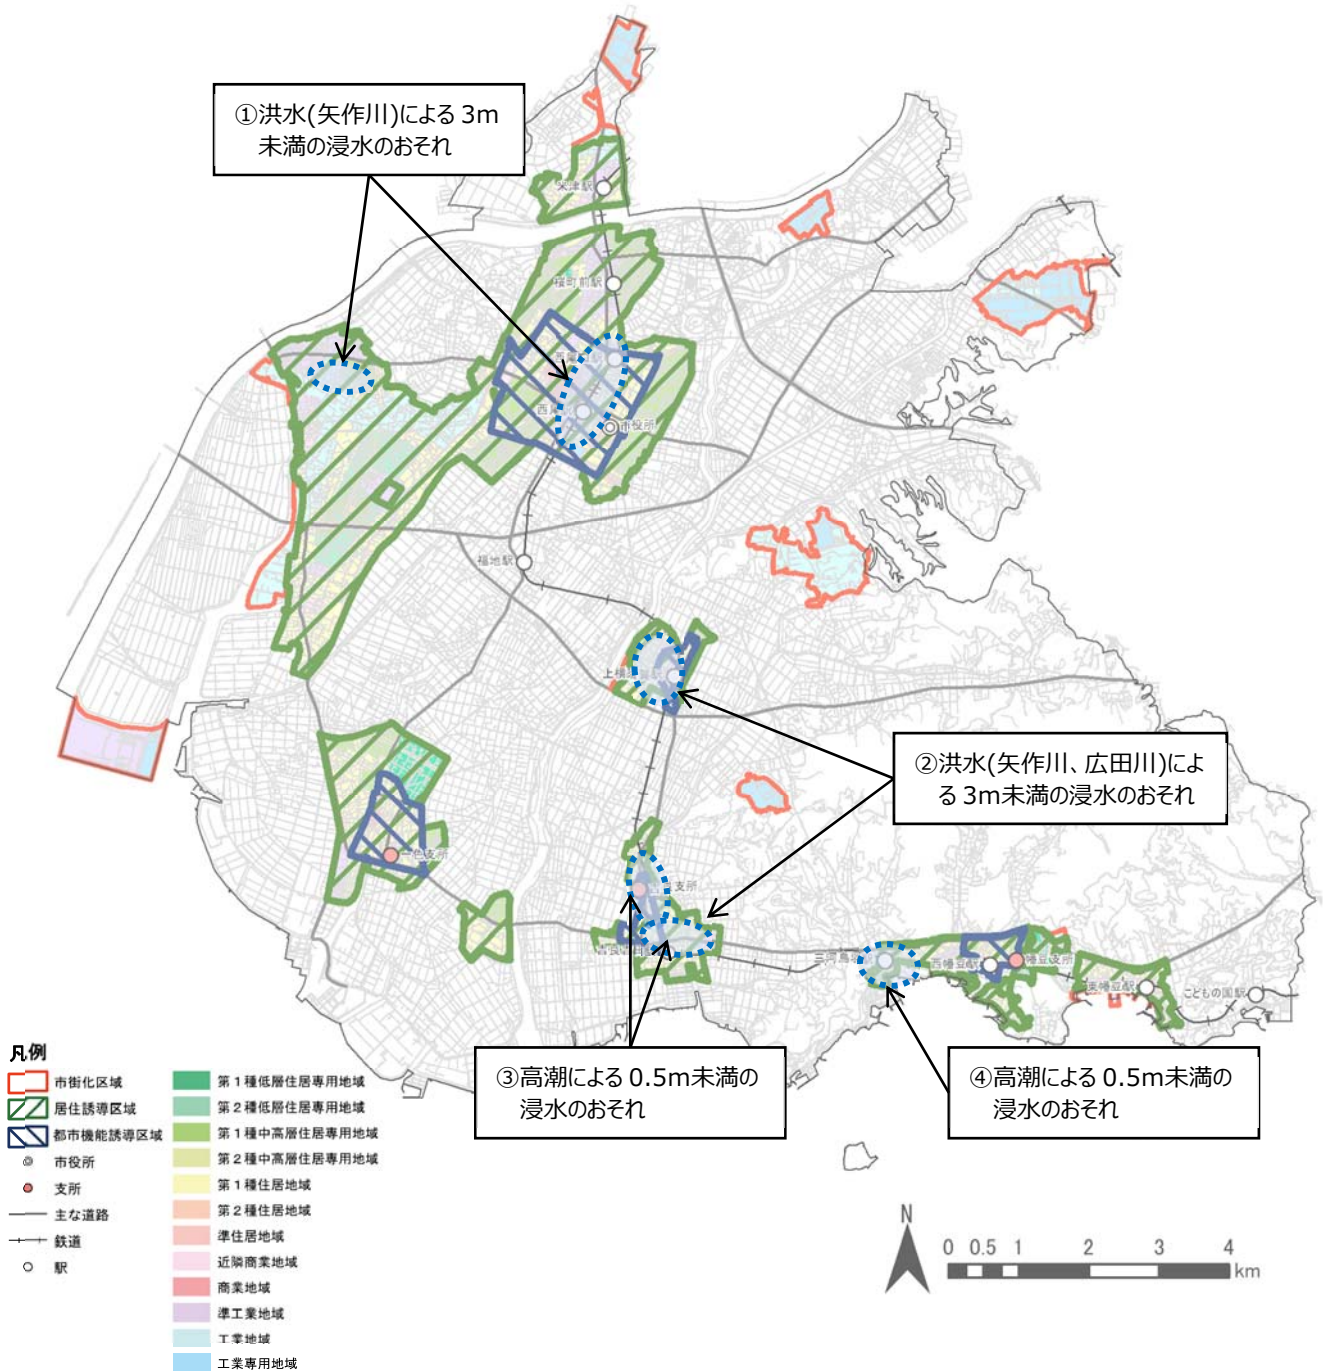 ①洪水(矢作川)による 3m
未満の浸水のおそれ
米津駅
桜町前駅
市役所
福地駅
②洪水(矢作川、広田川)によ
る 3m未満の浸水のおそれ
一色支所
支所
西幡豆駅
幡豆支所
東幡豆駅
こどもの国駅
③高潮による 0.5m未満の
浸水のおそれ
④高潮による 0.5m未満の
浸水のおそれ
凡例
市街化区域
居住誘導区域
都市機能誘導区域
市役所
支所
主な道路
鉄道
駅
第１種低層住居専用地域
第２種低層住居専用地域
第１種中高層住居専用地域
第２種中高層住居専用地域
第１種住居地域
第２種住居地域
準住居地域
近隣商業地域
商業地域
準工業地域
工業地域
工業専用地域
N
0 0.5 1 2 3 4
km